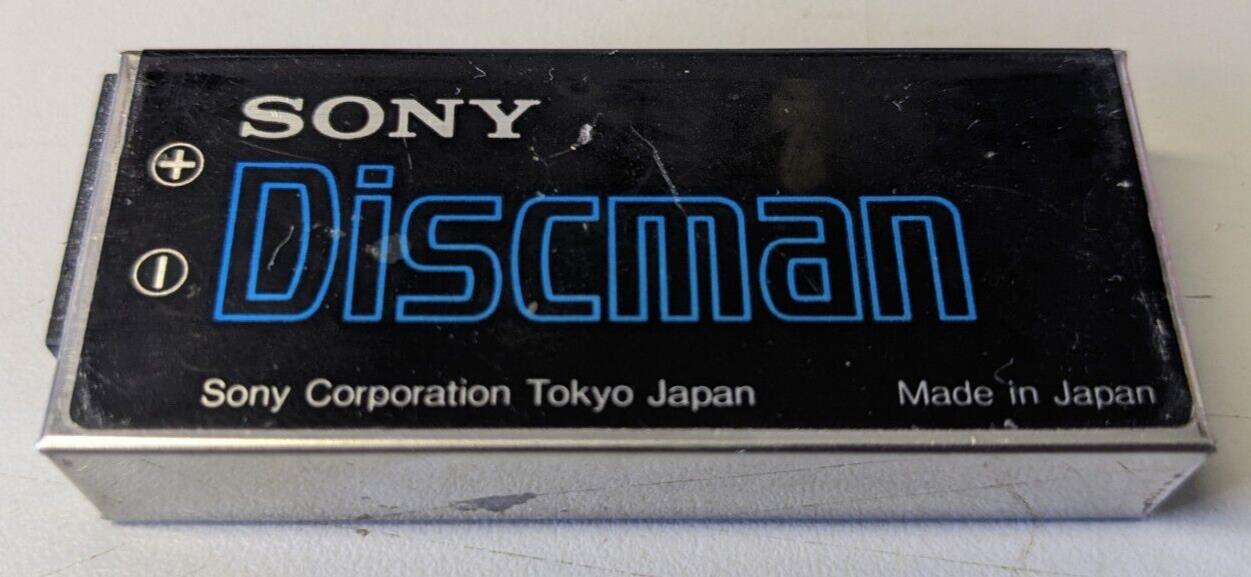 SONY
+
Discman
−
Sony Corporation Tokyo Japan Made in Japan